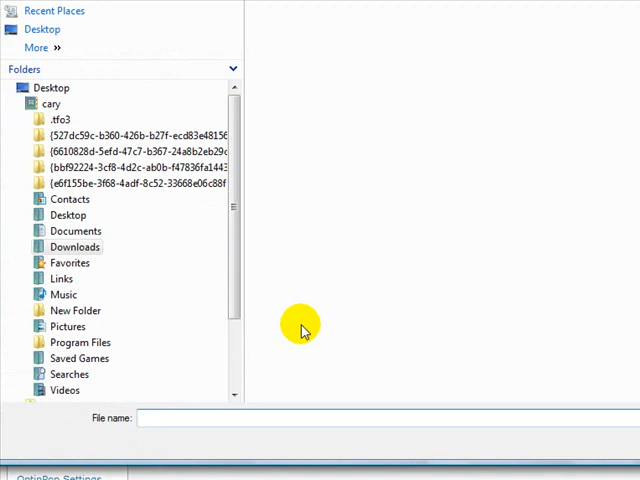 Recent Places
Desktop
More »
Folders
Desktop
cary
.tfo3
{527dc59c-b360-426b-b27f-ecd83e48156
{6610828d-5efd-47c7-b367-24a8b2eb29c
{bbf92224-3cf8-4d2c-ab0b-f47836fa1443
{e6f155be-3f68-4adf-8c52-33668e06c88f
Contacts
Desktop
Documents
Downloads
Favorites
Links
Music
New Folder
Pictures
Program Files
Saved Games
Searches
Videos
File name:
OptinPop Settings